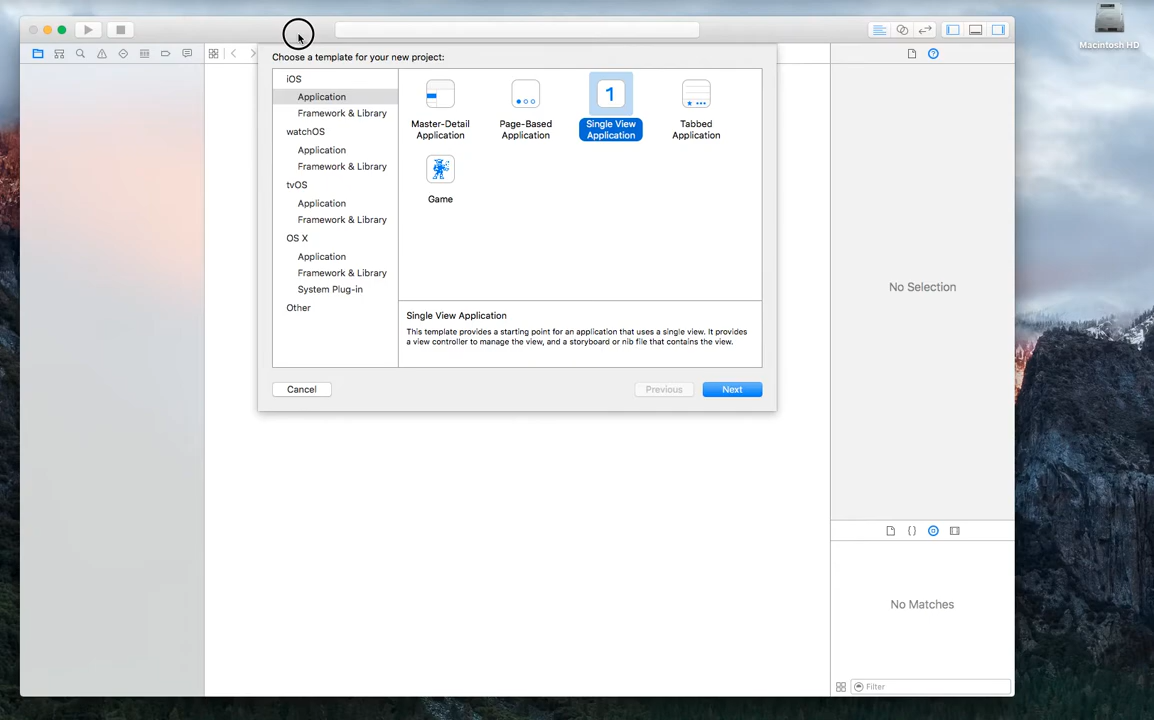 Macintosh HD
Choose a template for your new project:
iOS
Application
Framework & Library
watchOS
Application
Framework & Library
tvOS
Application
Framework & Library
OS X
Application
Framework & Library
System Plug-in
Other
Master-Detail
Application
Page-Based
Application
1
Single View
Application
Tabbed
Application
Game
Single View Application
This template provides a starting point for an application that uses a single view. It provides
a view controller to manage the view, and a storyboard or nib file that contains the view.
Cancel
Previous
Next
No Selection
{ }
No Matches
Filter